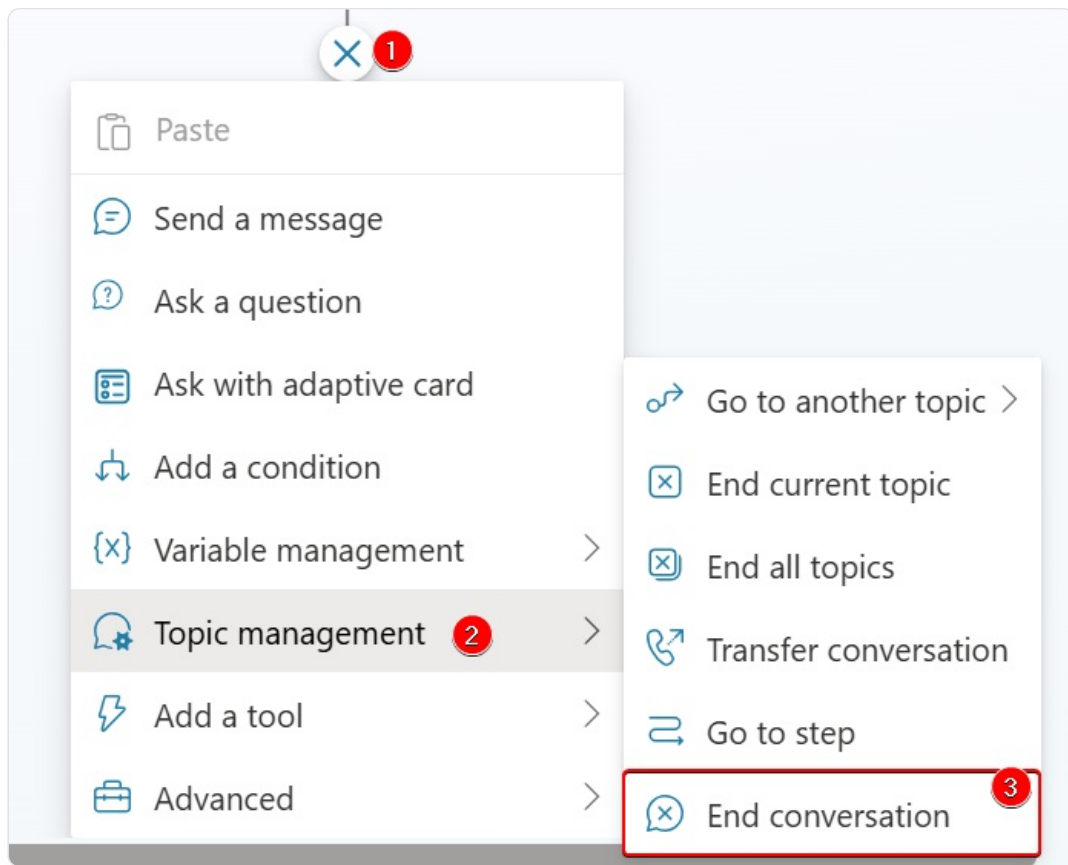 1
Paste
Send a message
Ask a question
Ask with adaptive card
Add a condition
Variable management
Topic management 2
Add a tool
Advanced
Go to another topic
End current topic
End all topics
Transfer conversation
Go to step
3
End conversation